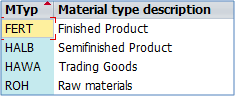 MTyp Material type description
FERT Finished Product
HALB Semifinished Product
HAWA Trading Goods
ROH Raw materials